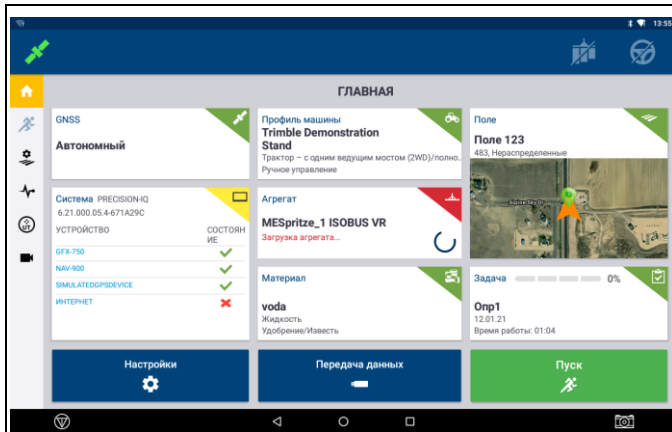 13:55
ГЛАВНАЯ
GNSS
Автономный
Профиль машины
Trimble Demonstration
Stand
Трактор – с одним ведущим мостом (2WD)/полно..
Ручное управление
Поле
Поле 123
483, Нераспределенные
Система PRECISION-IQ
6.21.000.05.4-671A29C
УСТРОЙСТВО
СОСТОЯН
ИЕ
GFX-750
NAV-900
SIMULATEDGPSDEVICE
ИНТЕРНЕТ
Агрегат
MESpritze_1 ISOBUS VR
Загрузка агрегата...
Материал
voda
Жидкость
Удобрение/Известь
Задача
0%
Опр1
12.01.21
Время работы: 01:04
Настройки
Передача данных
Пуск
UT